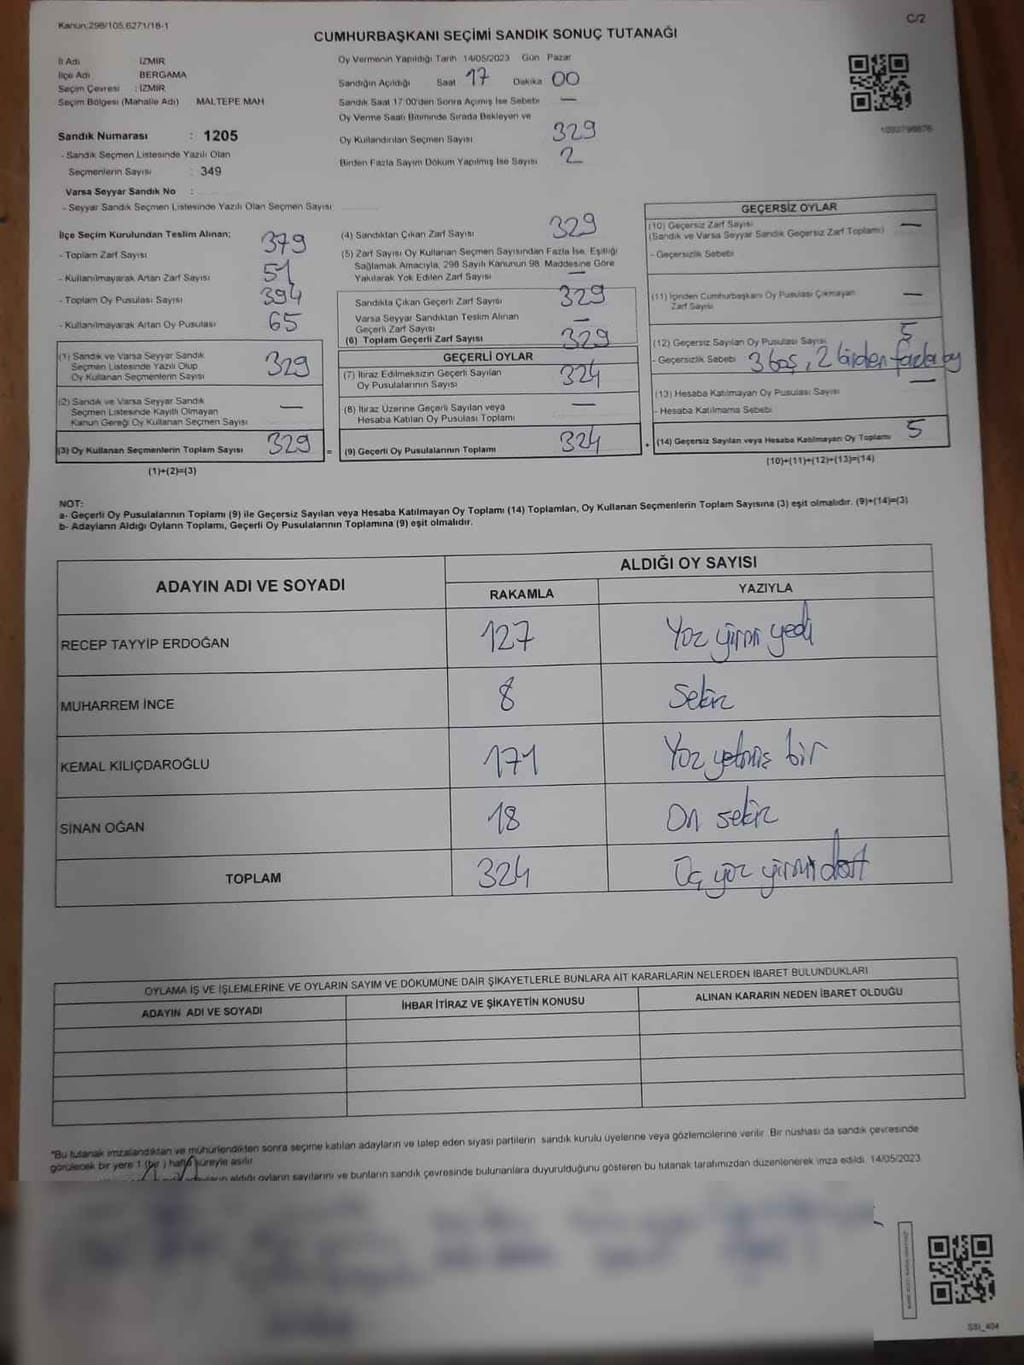 Kanun:298/105,6271/18-1
C/2
CUMHURBAŞKANI SEÇİMİ SANDIK SONUÇ TUTANAĞI
İl Adı İZMİR
İlçe Adı BERGAMA
Seçim Çevresi : İZMİR
Seçim Bölgesi (Mahalle Adı) MALTEPE MAH
Sandık Numarası : 1205
- Sandık Seçmen Listesinde Yazılı Olan
Seçmenlerin Sayısı 349
Varsa Seyyar Sandık No :
- Seyyar Sandık Seçmen Listesinde Yazılı Olan Seçmen Sayısı
Oy Vermenin Yapıldığı Tarih 14/05/2023 Gün Pazar
Sandığın Açıldığı Saat 17 Dakika 00
Sandık Saat 17:00'den Sonra Açımış İse Sebebi —
Oy Verme Saati Bitiminde Sırada Bekleyen ve
Oy Kullandırılan Seçmen Sayısı 329
Birden Fazla Sayım Döküm Yapılmış İse Sayısı 2
İlçe Seçim Kurulundan Teslim Alınan;
- Toplam Zarf Sayısı 379
- Kullanılmayarak Artan Zarf Sayısı 51
- Toplam Oy Pusulası Sayısı 394
- Kullanılmayarak Artan Oy Pusulası 65
(1) Sandık ve Varsa Seyyar Sandık
Seçmen Listesinde Yazılı Olup
Oy Kullanan Seçmen Sayısı 329
(2) Sandık ve Varsa Seyyar Sandık
Seçmen Listesinde Kayıtlı Olmayan
Kanun Gereği Oy Kullanan Seçmen Sayısı —
(3) Oy Kullanan Seçmenlerin Toplam Sayısı 329 =
(1)+(2)=(3)
(4) Sandıktan Çıkan Zarf Sayısı 329
(5) Zarf Sayısı Oy Kullanan Seçmen Sayısından Fazla İse, Eşitliği
Sağlamak Amacıyla, 298 Sayılı Kanunun 98. Maddesine Göre
Yakılarak Yok Edilen Zarf Sayısı —
Sandıkta Çıkan Geçerli Zarf Sayısı 329
Varsa Seyyar Sandıktan Teslim Alınan
Geçerli Zarf Sayısı —
(6) Toplam Geçerli Zarf Sayısı 329
GEÇERLİ OYLAR
(7) İtiraz Edilmeksizin Geçerli Sayılan
Oy Pusulalarının Sayısı 324
(8) İtiraz Üzerine Geçerli Sayılan veya
Hesaba Katılan Oy Pusulası Toplamı —
(9) Geçerli Oy Pusulalarının Toplamı 324 +
GEÇERSİZ OYLAR
(10) Geçersiz Zarf Sayısı —
(Sandık ve Varsa Seyyar Sandık Geçersiz Zarf Toplamı)
- Geçersizlik Sebebi
(11) İçinden Cumhurbaşkanı Oy Pusulası Çıkmayan
Zarf Sayısı —
(12) Geçersiz Sayılan Oy Pusulası Sayısı 5
- Geçersizlik Sebebi 3 boş, 2 birden fazla oy
(13) Hesaba Katılmayan Oy Pusulası Sayısı —
- Hesaba Katılmama Sebebi
(14) Geçersiz Sayılan veya Hesaba Katılmayan Oy Toplamı 5
(10)+(11)+(12)+(13)=(14)
NOT:
a- Geçerli Oy Pusulalarının Toplamı (9) ile Geçersiz Sayılan veya Hesaba Katılmayan Oy Toplamı (14) Toplamları, Oy Kullanan Seçmenlerin Toplam Sayısına (3) eşit olmalıdır. (9)+(14)=(3)
b- Adayların Aldığı Oyların Toplamı, Geçerli Oy Pusulalarının Toplamına (9) eşit olmalıdır.
ADAYIN ADI VE SOYADI
ALDIĞI OY SAYISI
RAKAMLA YAZIYLA
RECEP TAYYİP ERDOĞAN 127 Yüz yirmi yedi
MUHARREM İNCE 8 Sekiz
KEMAL KILIÇDAROĞLU 171 Yüz yetmiş bir
SİNAN OĞAN 18 On sekiz
TOPLAM 324 Üç yüz yirmi dört
OYLAMA İŞ VE İŞLEMLERİNE VE OYLARIN SAYIM VE DÖKÜMÜNE DAİR ŞİKAYETLERLE BUNLARA AİT KARARLARIN NELERDEN İBARET BULUNDUKLARI
ADAYIN ADI VE SOYADI İHBAR İTİRAZ VE ŞİKAYETİN KONUSU ALINAN KARARIN NEDEN İBARET OLDUĞU
"Bu tutanak imzalandıktan ve mühürlendikten sonra seçime katılan adayların ve talep eden siyasi partilerin sandık kurulu üyelerine veya gözlemcilerine verilir. Bir nüshası da sandık çevresinde
görülecek bir yere 1 (bir ) hafta süreyle asılır.
aldığı oyların sayılarını ve bunların sandık çevresinde bulunanlara duyurulduğunu gösteren bu tutanak tarafımızdan düzenlenerek imza edildi. 14/05/2023
SSI_404